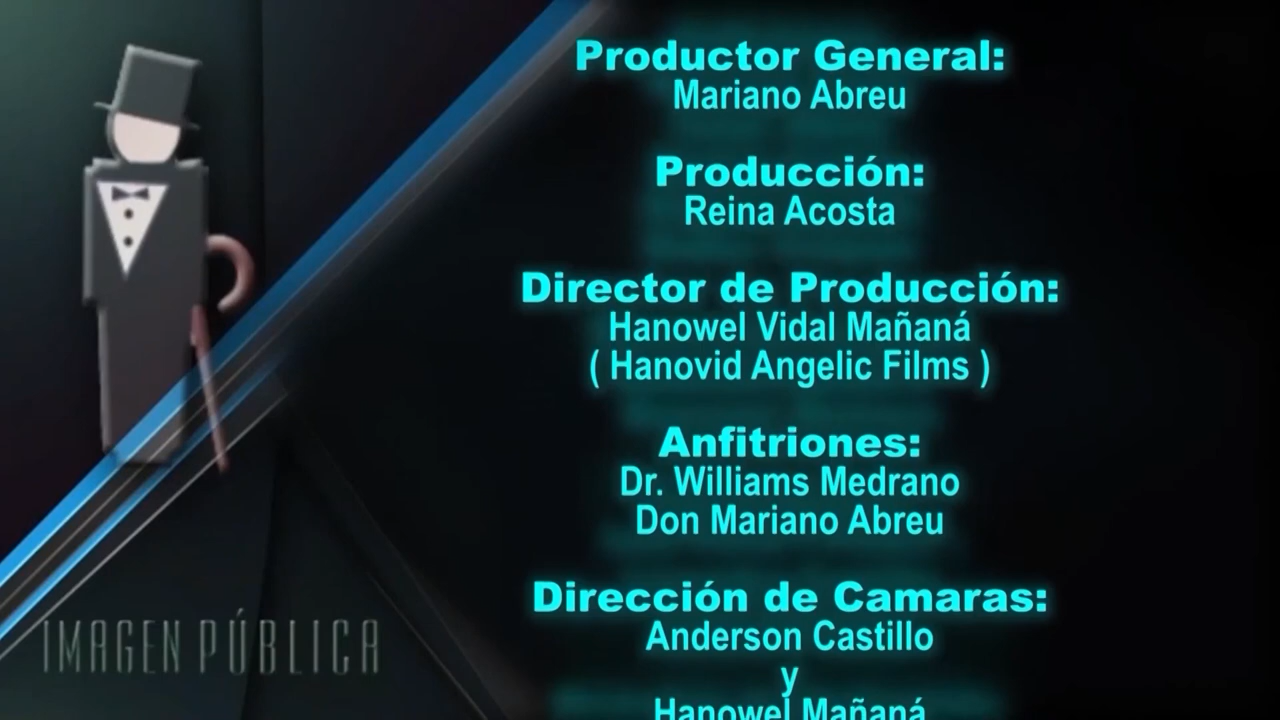 Productor General:
Mariano Abreu
Producción:
Reina Acosta
Director de Producción:
Hanowel Vidal Mañaná
( Hanovid Angelic Films )
Anfitriones:
Dr. Williams Medrano
Don Mariano Abreu
Dirección de Camaras:
Anderson Castillo
y
Hanowel Mañaná
IMAGEN PÚBLICA